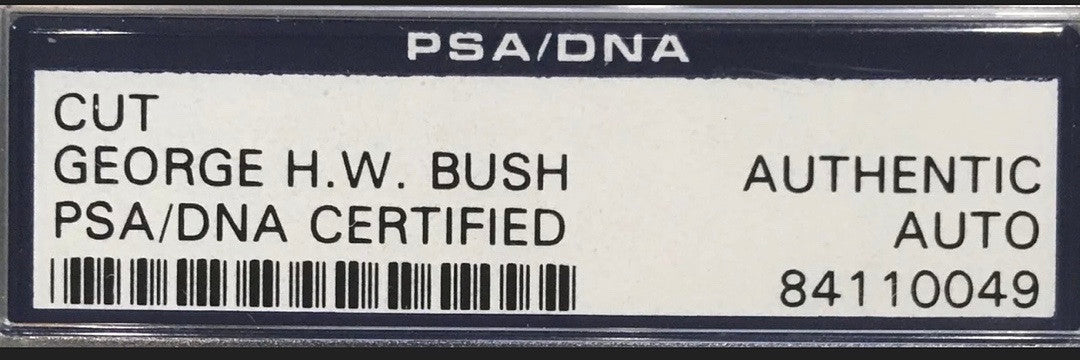 PSA/DNA
CUT
GEORGE H.W. BUSH AUTHENTIC
PSA/DNA CERTIFIED AUTO
84110049